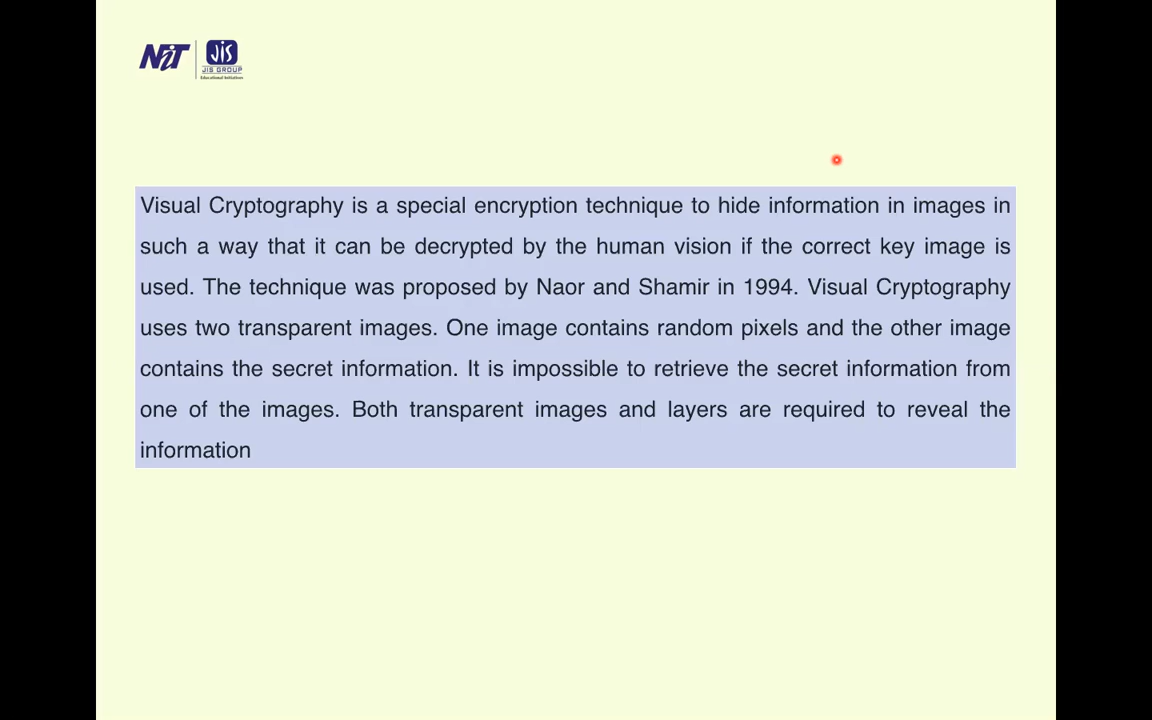 NiT
JIS
JIS GROUP
Educational Initiatives
Visual Cryptography is a special encryption technique to hide information in images in
such a way that it can be decrypted by the human vision if the correct key image is
used. The technique was proposed by Naor and Shamir in 1994. Visual Cryptography
uses two transparent images. One image contains random pixels and the other image
contains the secret information. It is impossible to retrieve the secret information from
one of the images. Both transparent images and layers are required to reveal the
information